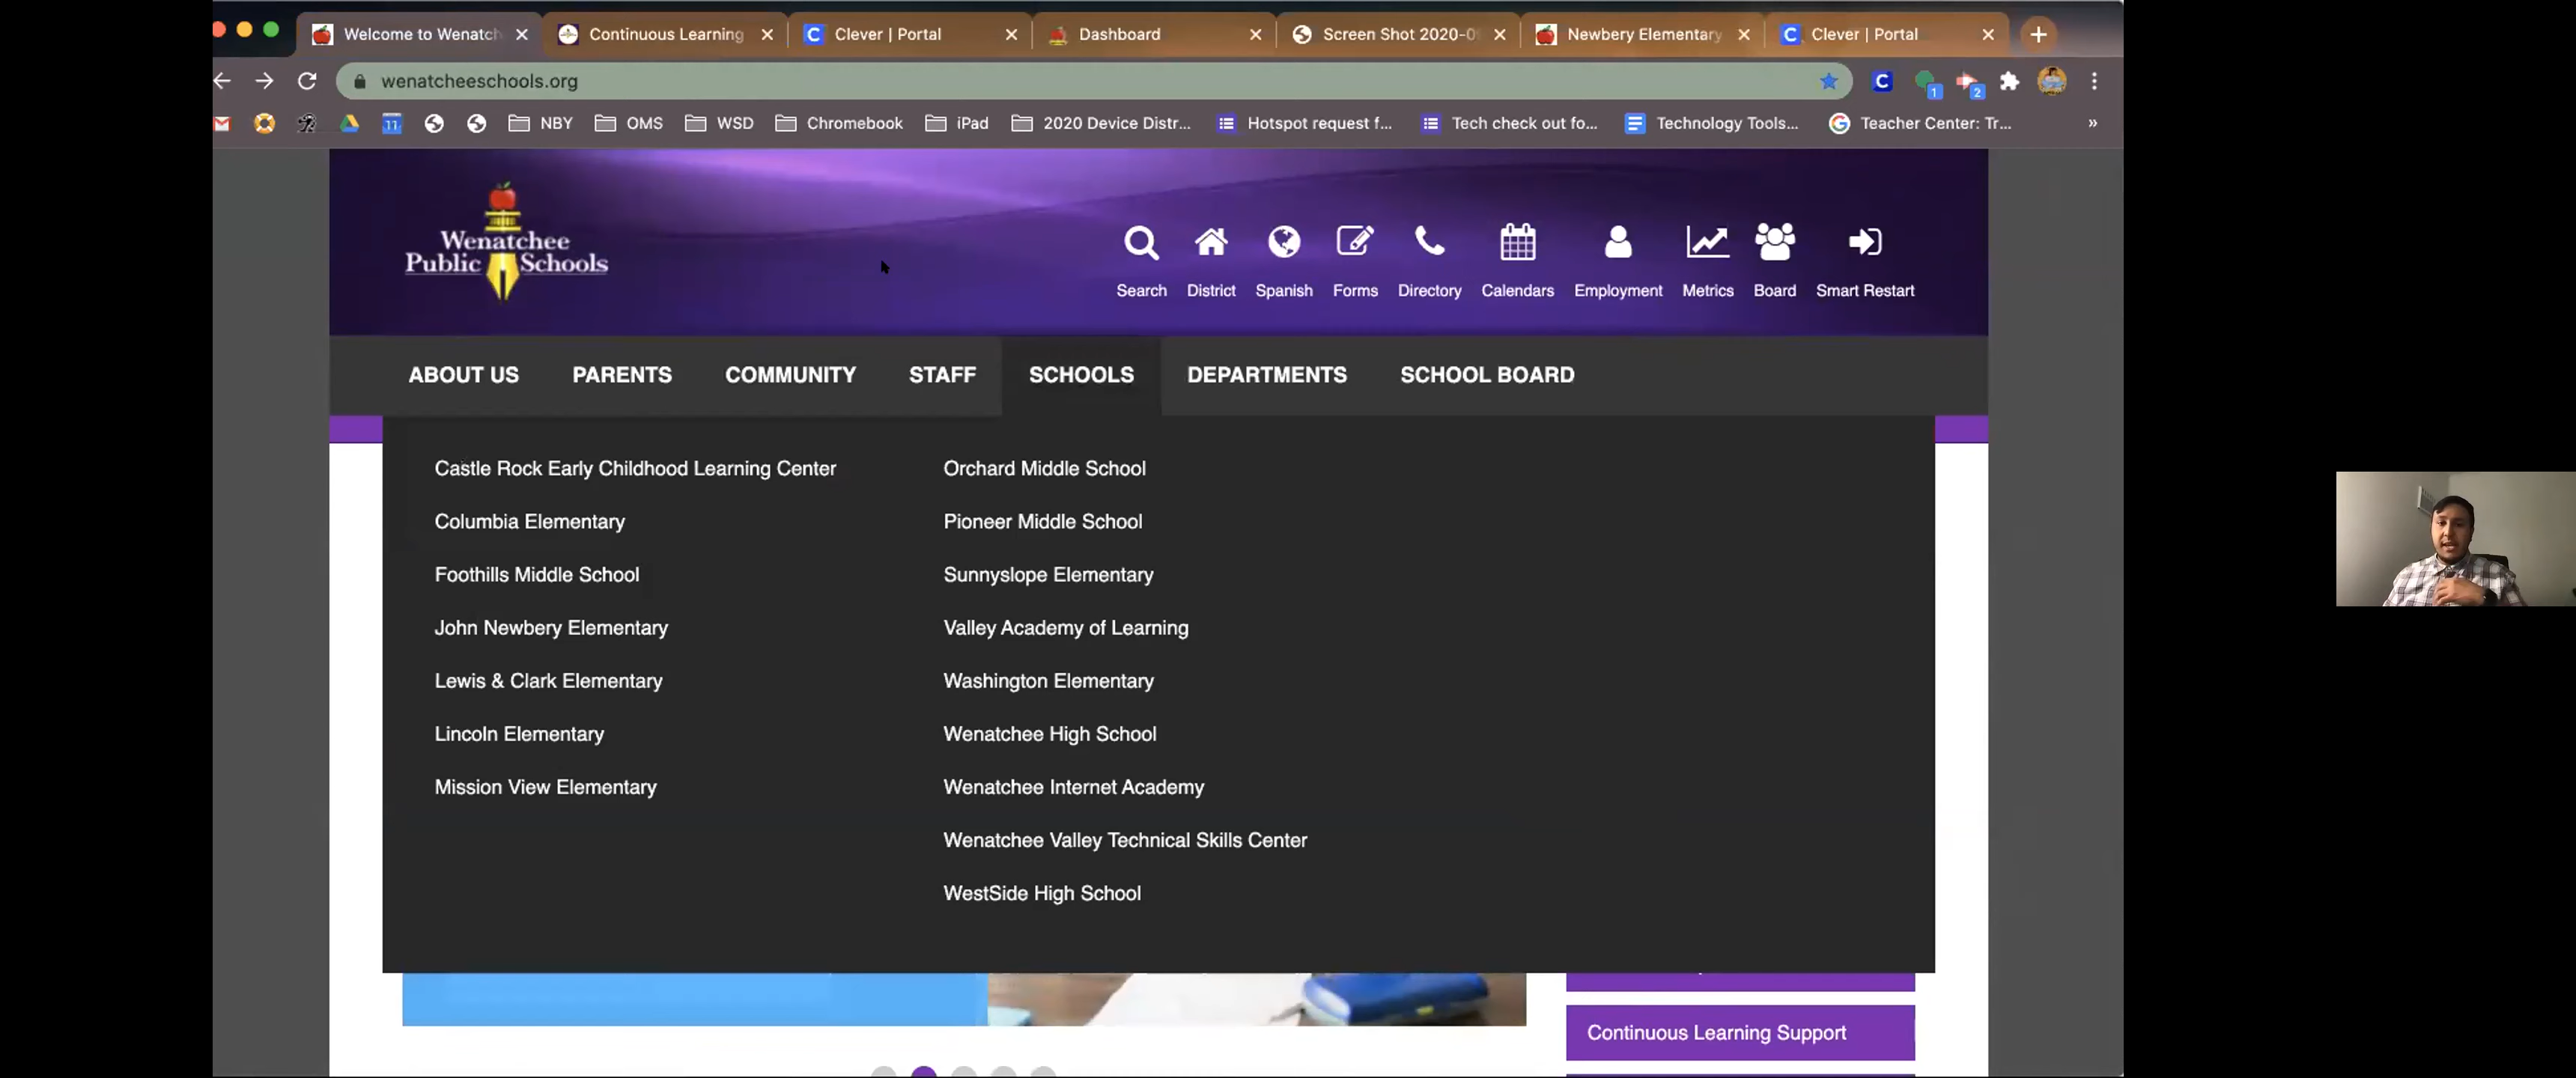 Welcome to Wenatch
Continuous Learning
Clever | Portal
Dashboard
Screen Shot 2020-0
Newbery Elementary
Clever | Portal
wenatcheeschools.org
1
2
11
NBY
OMS
WSD
Chromebook
iPad
2020 Device Distr...
Hotspot request f...
Tech check out fo...
Technology Tools...
Teacher Center: Tr...
»
Wenatchee
Public Schools
Search
District
Spanish
Forms
Directory
Calendars
Employment
Metrics
Board
Smart Restart
ABOUT US
PARENTS
COMMUNITY
STAFF
SCHOOLS
DEPARTMENTS
SCHOOL BOARD
Castle Rock Early Childhood Learning Center
Columbia Elementary
Foothills Middle School
John Newbery Elementary
Lewis & Clark Elementary
Lincoln Elementary
Mission View Elementary
Orchard Middle School
Pioneer Middle School
Sunnyslope Elementary
Valley Academy of Learning
Washington Elementary
Wenatchee High School
Wenatchee Internet Academy
Wenatchee Valley Technical Skills Center
WestSide High School
Continuous Learning Support